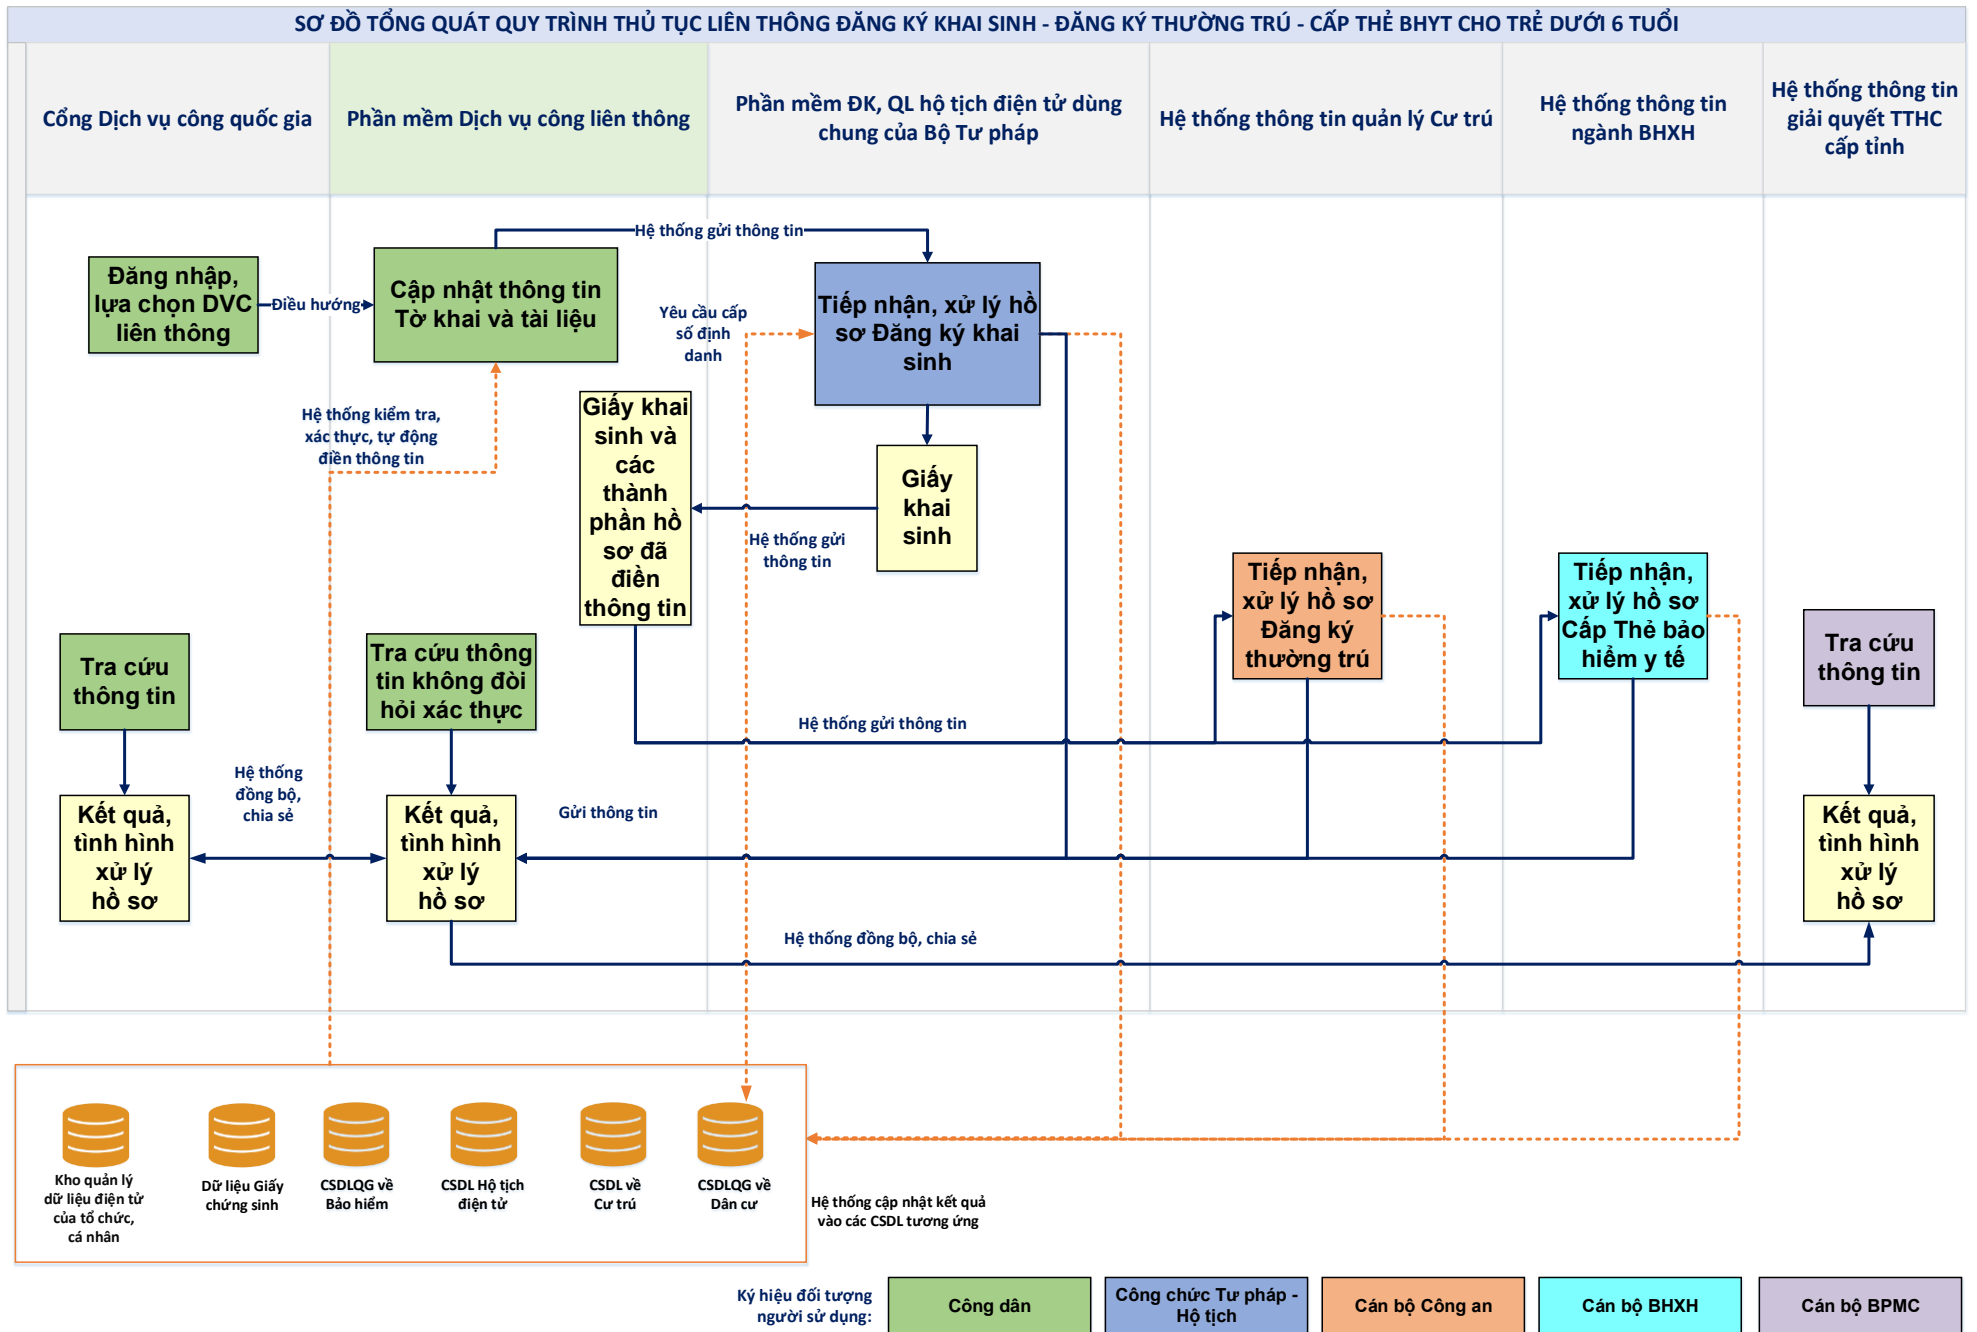 SƠ ĐỒ TỔNG QUÁT QUY TRÌNH THỦ TỤC LIÊN THÔNG ĐĂNG KÝ KHAI SINH - ĐĂNG KÝ THƯỜNG TRÚ - CẤP THẺ BHYT CHO TRẺ DƯỚI 6 TUỔI
Cổng Dịch vụ công quốc gia
Phần mềm Dịch vụ công liên thông
Phần mềm ĐK, QL hộ tịch điện tử dùng
chung của Bộ Tư pháp
Hệ thống thông tin quản lý Cư trú
Hệ thống thông tin
ngành BHXH
Hệ thống thông tin
giải quyết TTHC
cấp tỉnh
Hệ thống gửi thông tin
Đăng nhập,
lựa chọn DVC
liên thông
Điều hướng
Cập nhật thông tin
Tờ khai và tài liệu
Yêu cầu cấp
số định
danh
Tiếp nhận, xử lý hồ
sơ Đăng ký khai
sinh
Hệ thống kiểm tra,
xác thực, tự động
điền thông tin
Giấy khai
sinh và
các
thành
phần hồ
sơ đã
điền
thông tin
Giấy
khai
sinh
Hệ thống gửi
thông tin
Tiếp nhận,
xử lý hồ sơ
Đăng ký
thường trú
Tiếp nhận,
xử lý hồ sơ
Cấp Thẻ bảo
hiểm y tế
Tra cứu
thông tin
Tra cứu
thông tin
Tra cứu thông
tin không đòi
hỏi xác thực
Hệ thống gửi thông tin
Hệ thống
đồng bộ,
chia sẻ
Gửi thông tin
Kết quả,
tình hình
xử lý
hồ sơ
Kết quả,
tình hình
xử lý
hồ sơ
Kết quả,
tình hình
xử lý
hồ sơ
Hệ thống đồng bộ, chia sẻ
Kho quản lý
dữ liệu điện tử
của tổ chức,
cá nhân
Dữ liệu Giấy
chứng sinh
CSDLQG về
Bảo hiểm
CSDL Hộ tịch
điện tử
CSDL về
Cư trú
CSDLQG về
Dân cư
Hệ thống cập nhật kết quả
vào các CSDL tương ứng
Ký hiệu đối tượng
người sử dụng:
Công dân
Công chức Tư pháp -
Hộ tịch
Cán bộ Công an
Cán bộ BHXH
Cán bộ BPMC